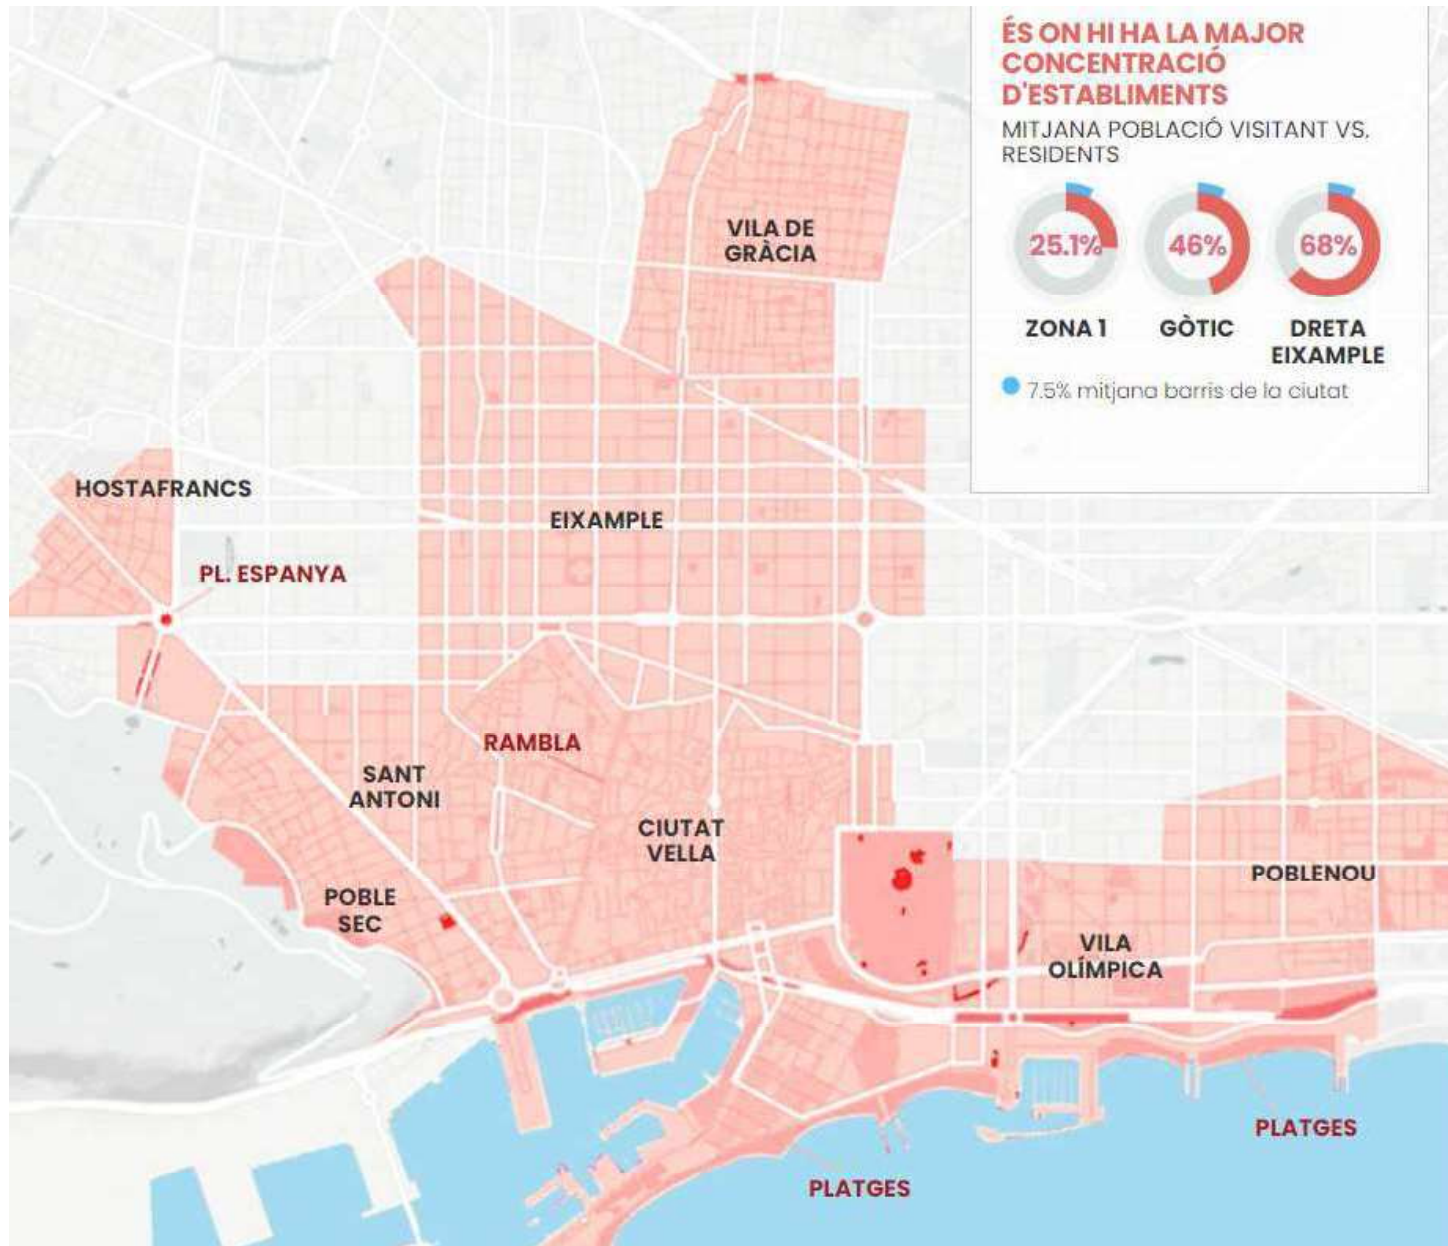 ÉS ON HI HA LA MAJOR
CONCENTRACIÓ
D'ESTABLIMENTS
MITJANA POBLACIÓ VISITANT VS.
RESIDENTS
25.1%
46%
68%
ZONA 1
GÒTIC
DRETA
EIXAMPLE
7.5% mitjana barris de la ciutat
VILA DE
GRÀCIA
HOSTAFRANCS
EIXAMPLE
PL. ESPANYA
RAMBLA
SANT
ANTONI
CIUTAT
VELLA
POBLE
SEC
POBLENOU
VILA
OLÍMPICA
PLATGES
PLATGES